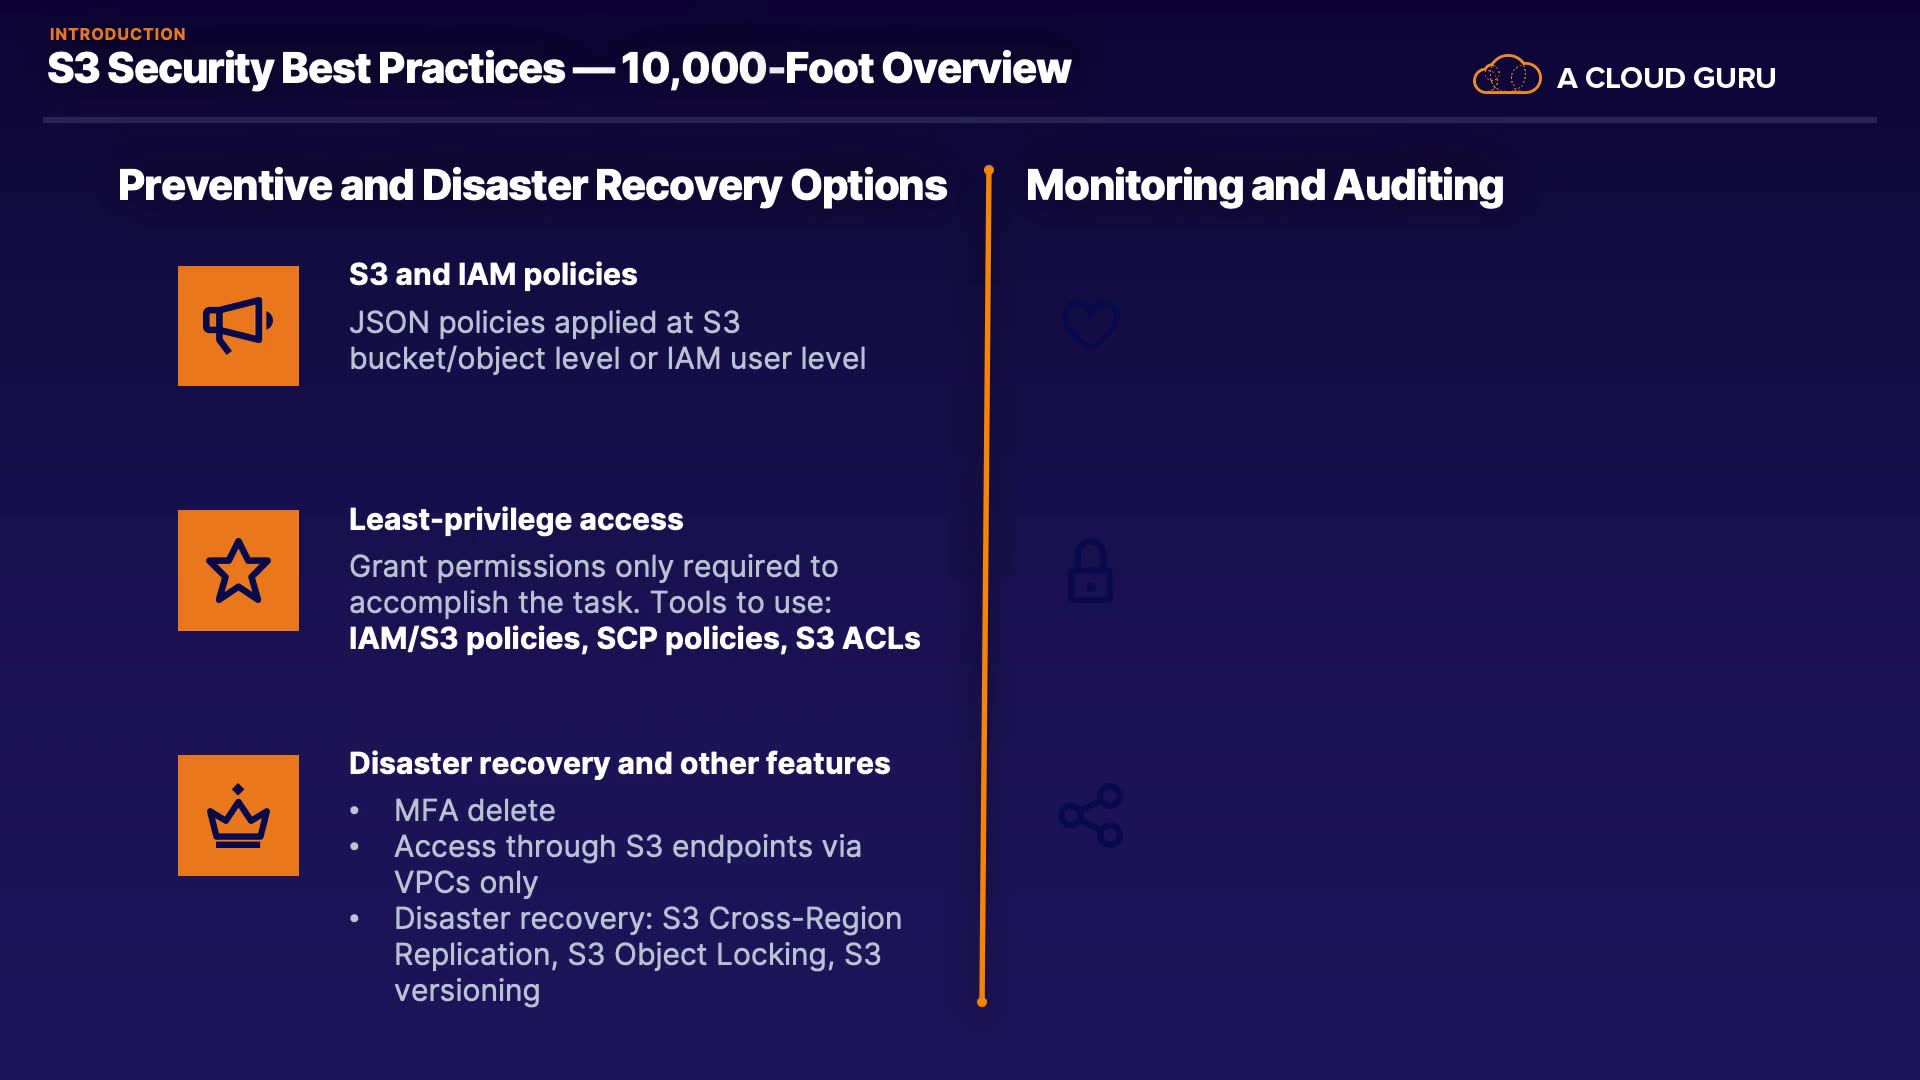 INTRODUCTION
S3 Security Best Practices — 10,000-Foot Overview
A CLOUD GURU
Preventive and Disaster Recovery Options
S3 and IAM policies
JSON policies applied at S3
bucket/object level or IAM user level
Least-privilege access
Grant permissions only required to
accomplish the task. Tools to use:
IAM/S3 policies, SCP policies, S3 ACLs
Disaster recovery and other features
• MFA delete
• Access through S3 endpoints via
VPCs only
• Disaster recovery: S3 Cross-Region
Replication, S3 Object Locking, S3
versioning
Monitoring and Auditing